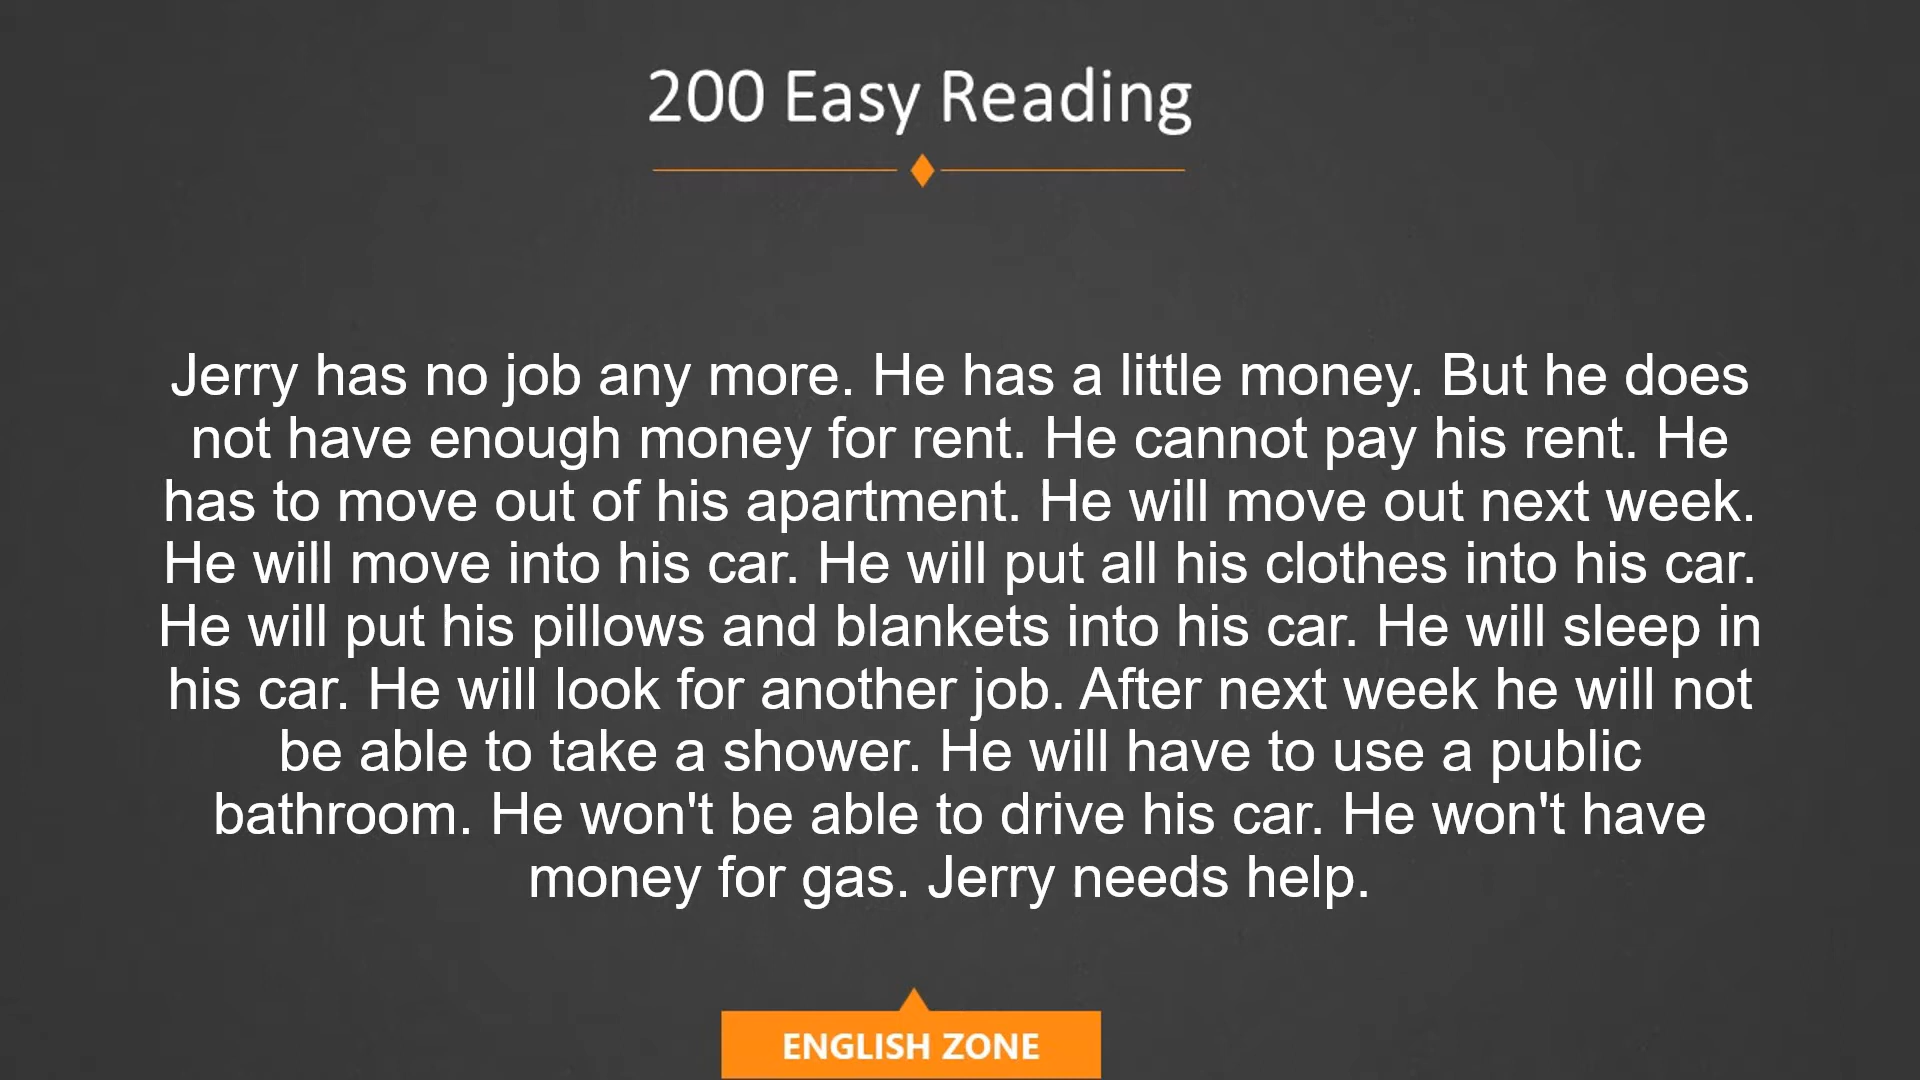 200 Easy Reading
Jerry has no job any more. He has a little money. But he does
not have enough money for rent. He cannot pay his rent. He
has to move out of his apartment. He will move out next week.
He will move into his car. He will put all his clothes into his car.
He will put his pillows and blankets into his car. He will sleep in
his car. He will look for another job. After next week he will not
be able to take a shower. He will have to use a public
bathroom. He won't be able to drive his car. He won't have
money for gas. Jerry needs help.
ENGLISH ZONE